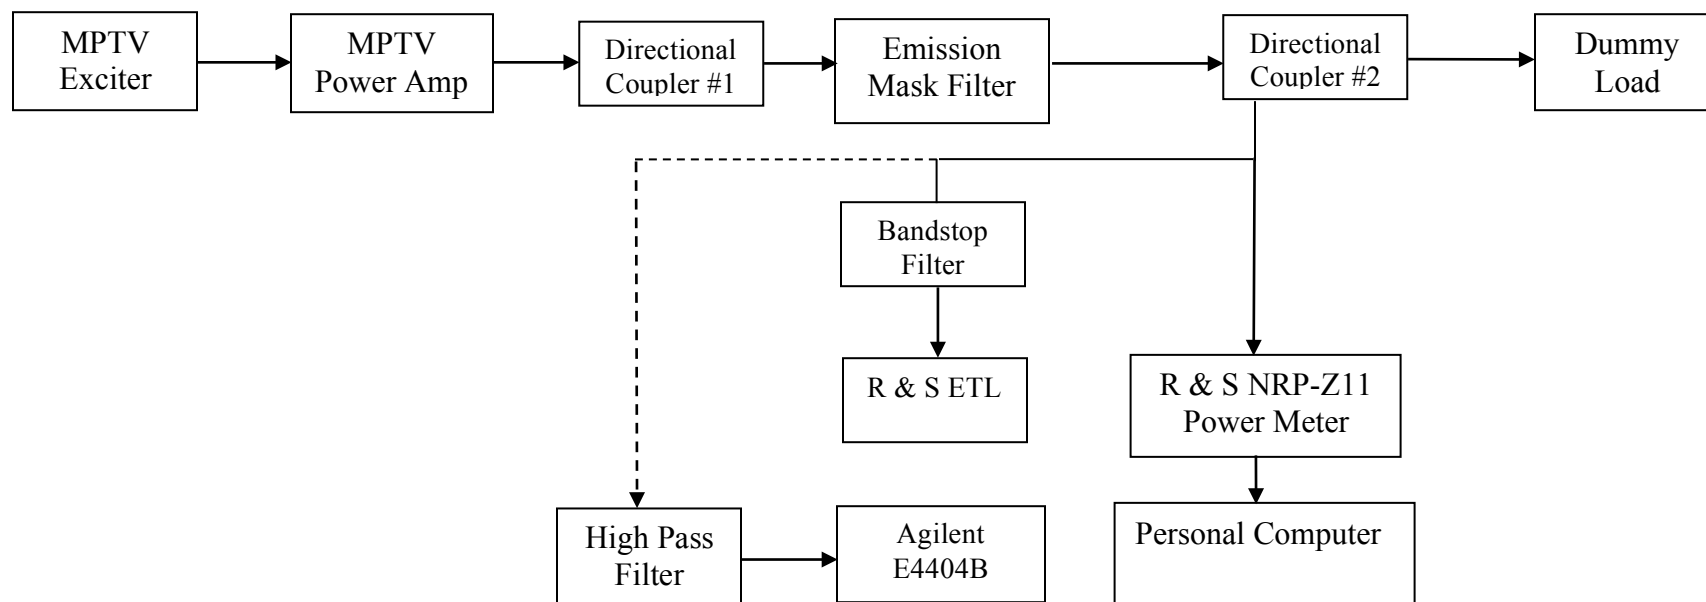 MPTV
Exciter
MPTV
Power Amp
Directional
Coupler #1
Emission
Mask Filter
Directional
Coupler #2
Dummy
Load
Bandstop
Filter
R & S ETL
R & S NRP-Z11
Power Meter
High Pass
Filter
Agilent
E4404B
Personal Computer